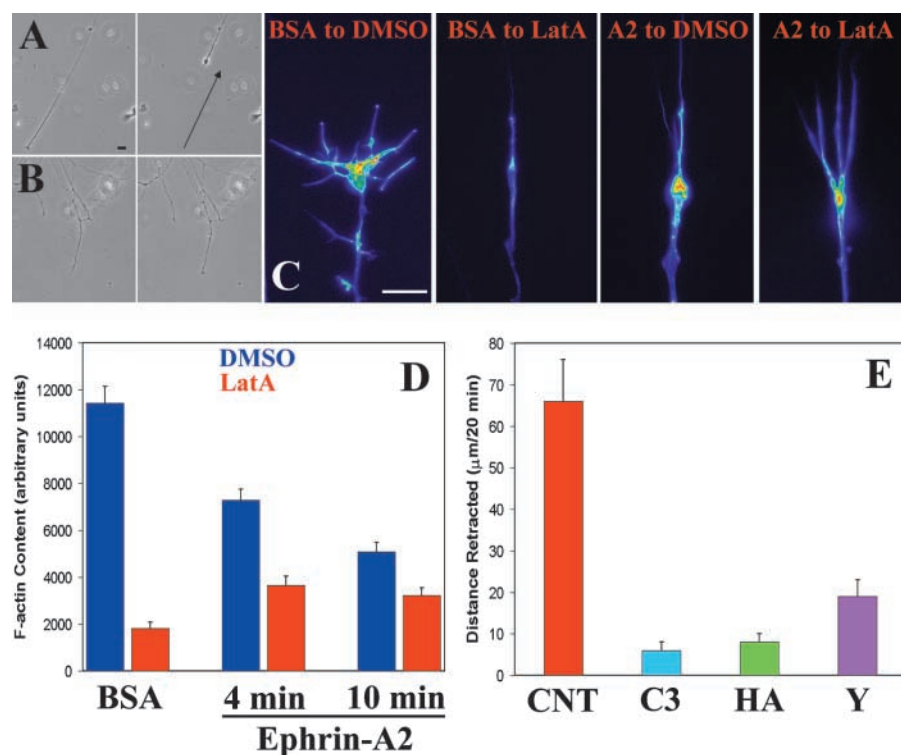 A
B
C
BSA to DMSO
BSA to LatA
A2 to DMSO
A2 to LatA
D
DMSO
LatA
F-actin Content (arbitrary units)
14000
12000
10000
8000
6000
4000
2000
0
BSA
4 min
10 min
Ephrin-A2
E
Distance Retracted (μm/20 min)
80
70
60
50
40
30
20
10
0
CNT
C3
HA
Y